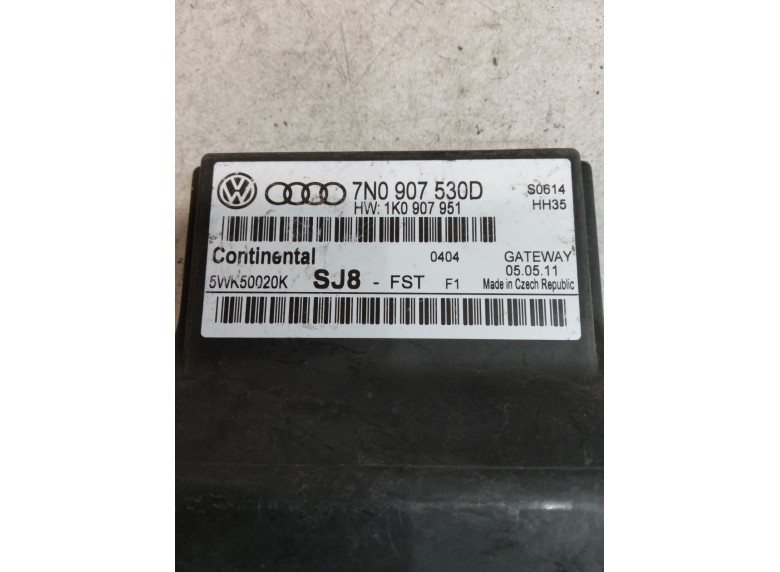 7N0 907 530D S0614
HW: 1K0 907 951 HH35
Continental 0404 GATEWAY
05.05.11
5WK50020K SJ8 - FST F1 Made in Czech Republic